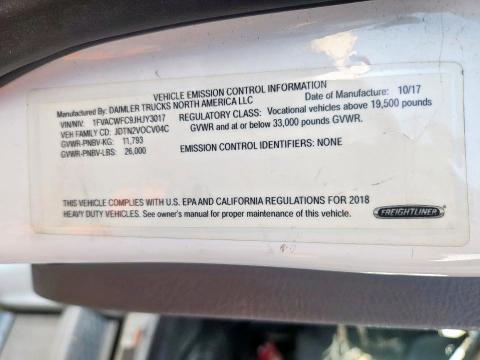 VEHICLE EMISSION CONTROL INFORMATION
Manufactured By: DAIMLER TRUCKS NORTH AMERICA LLC
Date of Manufacture: 10/17
VIN/NIV: 1FVACWFC9JHJY3017
REGULATORY CLASS: Vocational vehicles above 19,500 pounds
VEH FAMILY CD: JDTN2VOCV04C
GVWR and at or below 33,000 pounds GVWR.
GVWR-PNBV-KG: 11,793
GVWR-PNBV-LBS: 26,000
EMISSION CONTROL IDENTIFIERS: NONE
THIS VEHICLE COMPLIES WITH U.S. EPA AND CALIFORNIA REGULATIONS FOR 2018
HEAVY DUTY VEHICLES. See owner's manual for proper maintenance of this vehicle.
FREIGHTLINER